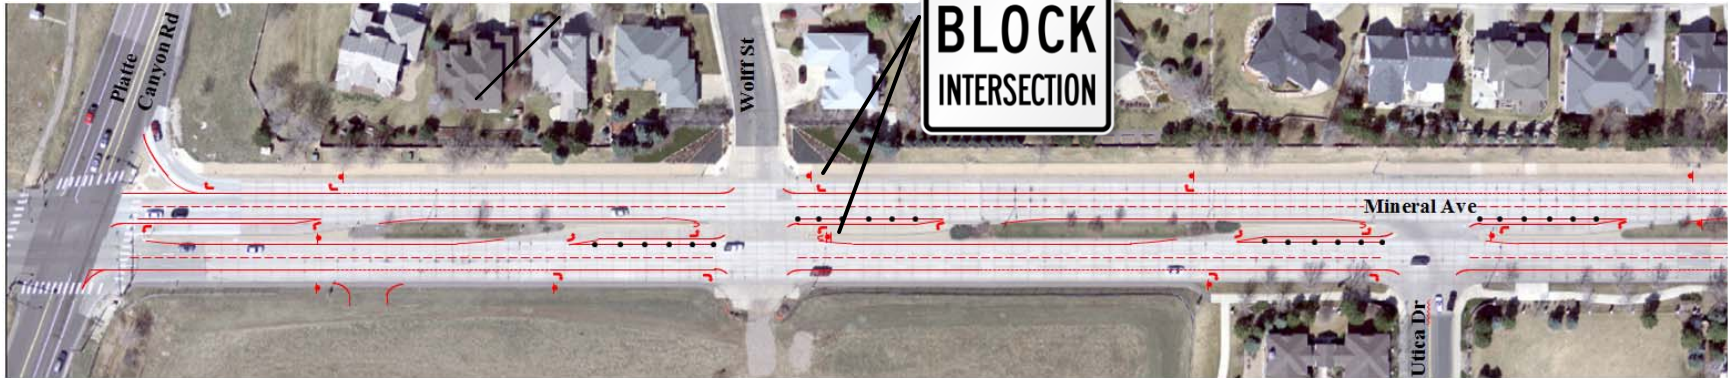 Platte
Canyon Rd
Wolff St
BLOCK
INTERSECTION
Mineral Ave
Utica Dr